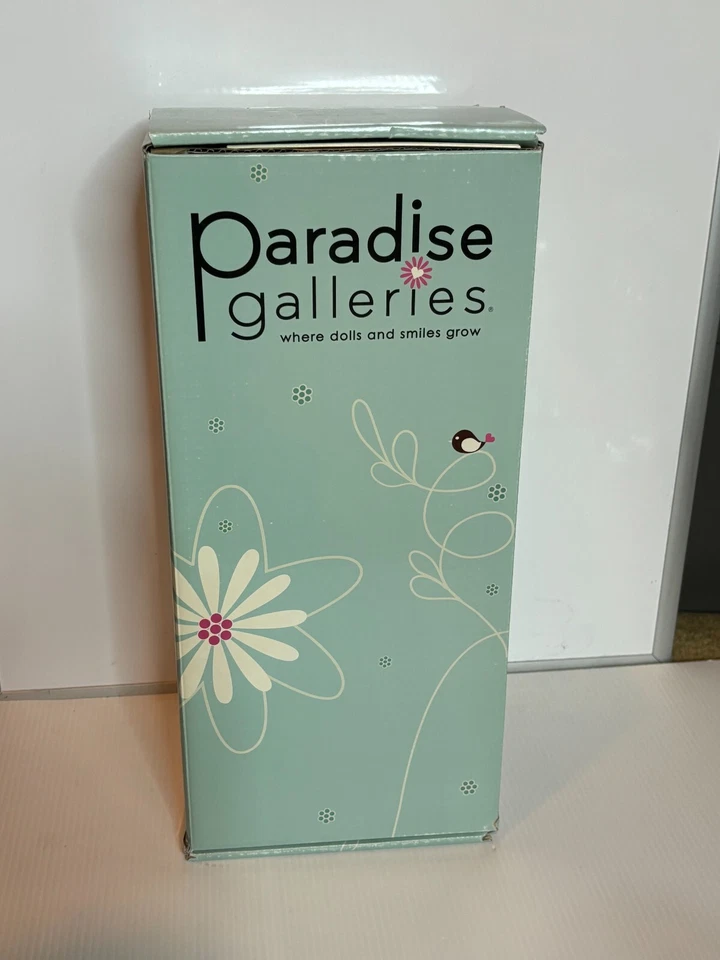 Paradise
galleries®
where dolls and smiles grow